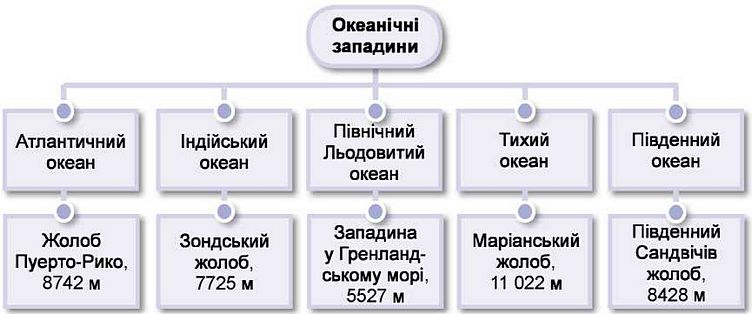 Океанічні
западини
Атлантичний
океан
Індійський
океан
Північний
Льодовитий
океан
Тихий
океан
Південний
океан
Жолоб
Пуерто-Рико,
8742 м
Зондський
жолоб,
7725 м
Западина
у Гренланд-
ському морі,
5527 м
Маріанський
жолоб,
11 022 м
Південний
Сандвічів
жолоб,
8428 м